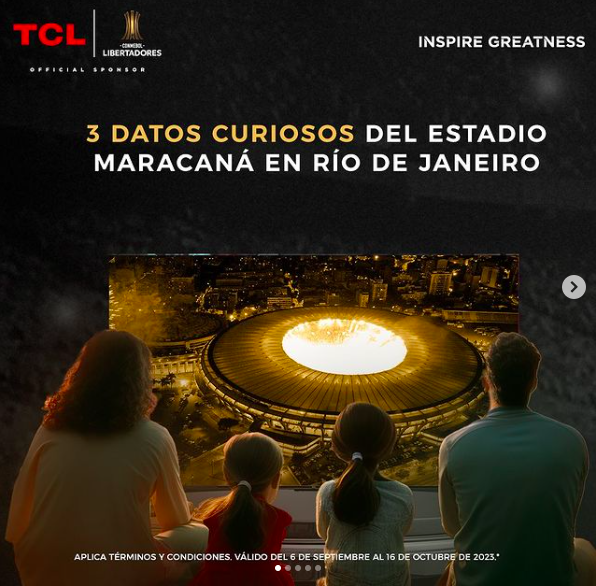 TCL
CONMEBOL
LIBERTADORES
OFFICIAL SPONSOR
INSPIRE GREATNESS
3 DATOS CURIOSOS DEL ESTADIO
MARACANÁ EN RÍO DE JANEIRO
APLICA TÉRMINOS Y CONDICIONES. VÁLIDO DEL 6 DE SEPTIEMBRE AL 16 DE OCTUBRE DE 2023.*